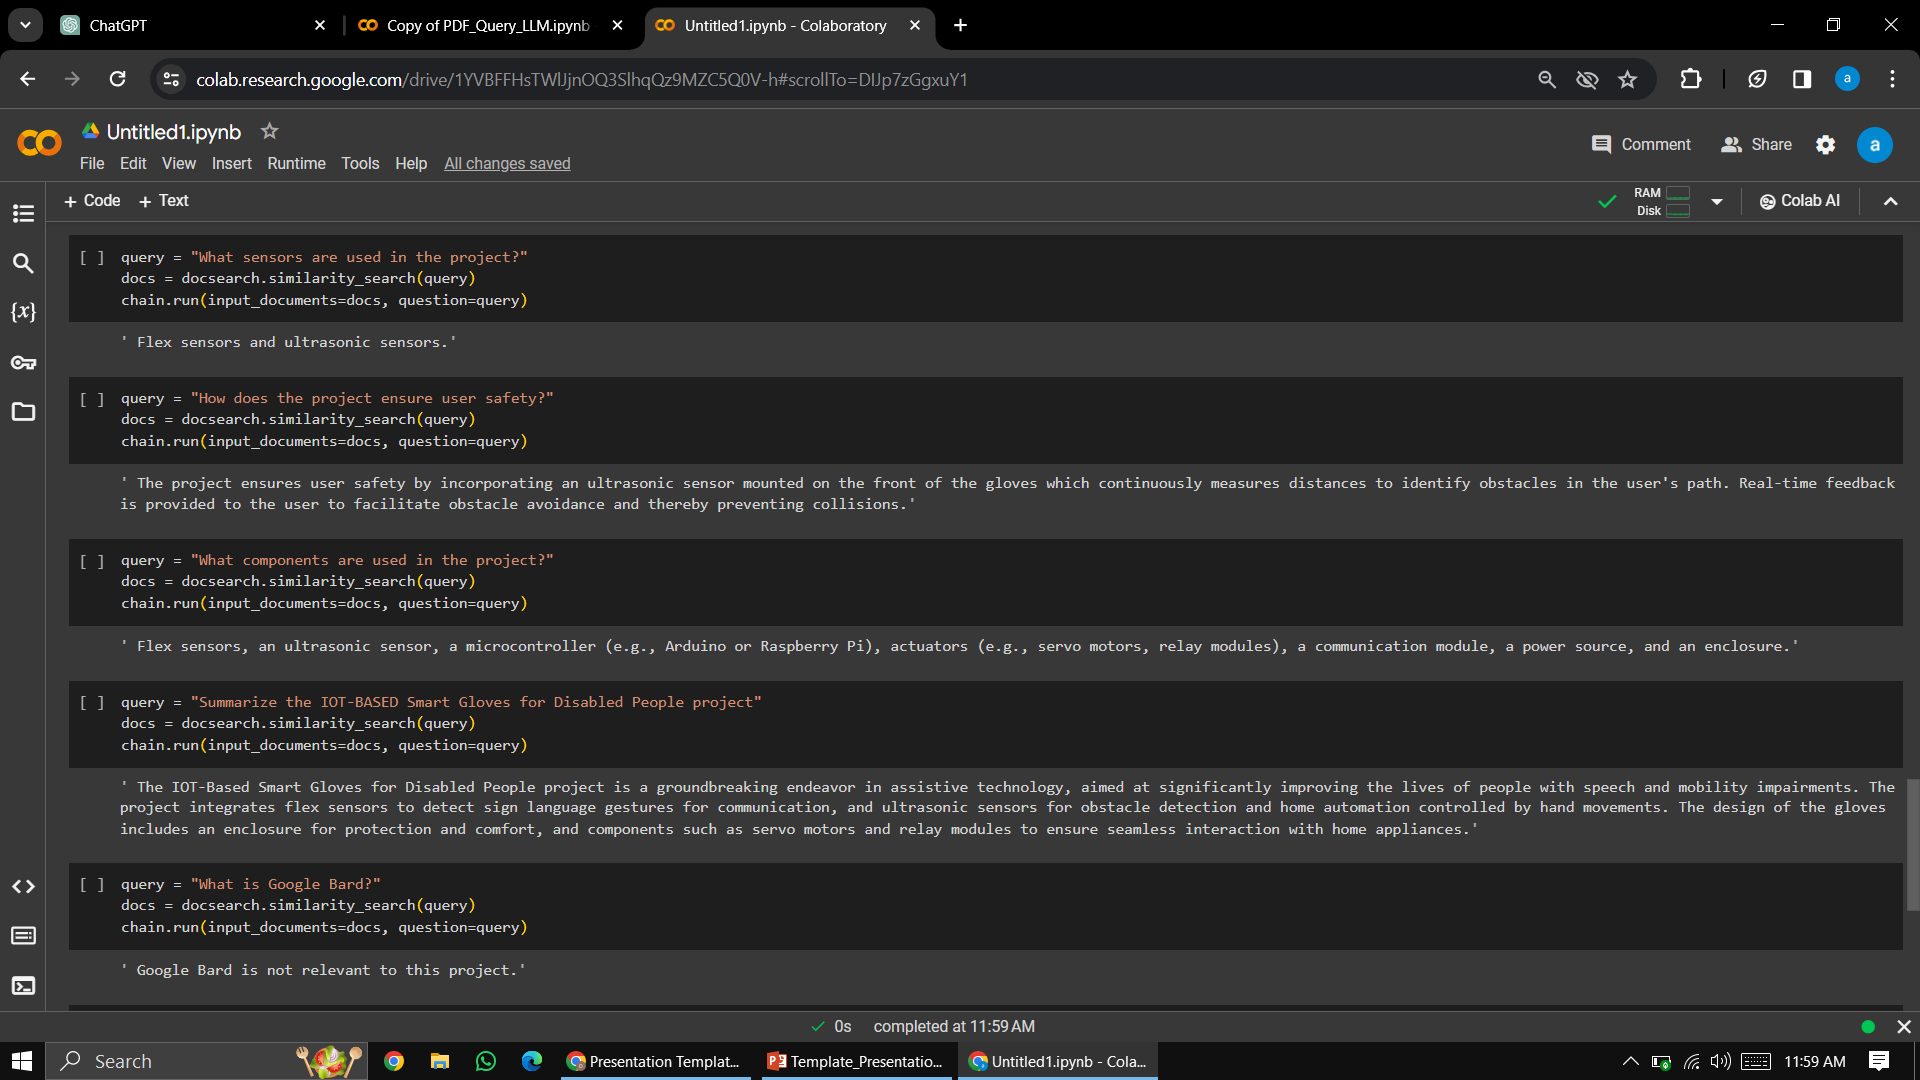 ChatGPT
Copy of PDF_Query_LLM.ipynb
Untitled1.ipynb - Colaboratory
Untitled1.ipynb
File Edit View Insert Runtime Tools Help All changes saved
Comment Share a
+ Code + Text
RAM
Disk
Colab AI
[ ] query = "What sensors are used in the project?"
docs = docsearch.similarity_search(query)
chain.run(input_documents=docs, question=query)
' Flex sensors and ultrasonic sensors.'
[ ] query = "How does the project ensure user safety?"
docs = docsearch.similarity_search(query)
chain.run(input_documents=docs, question=query)
' The project ensures user safety by incorporating an ultrasonic sensor mounted on the front of the gloves which continuously measures distances to identify obstacles in the user's path. Real-time feedback
is provided to the user to facilitate obstacle avoidance and thereby preventing collisions.'
[ ] query = "What components are used in the project?"
docs = docsearch.similarity_search(query)
chain.run(input_documents=docs, question=query)
' Flex sensors, an ultrasonic sensor, a microcontroller (e.g., Arduino or Raspberry Pi), actuators (e.g., servo motors, relay modules), a communication module, a power source, and an enclosure.'
[ ] query = "Summarize the IOT-BASED Smart Gloves for Disabled People project"
docs = docsearch.similarity_search(query)
chain.run(input_documents=docs, question=query)
' The IOT-Based Smart Gloves for Disabled People project is a groundbreaking endeavor in assistive technology, aimed at significantly improving the lives of people with speech and mobility impairments. The
project integrates flex sensors to detect sign language gestures for communication, and ultrasonic sensors for obstacle detection and home automation controlled by hand movements. The design of the gloves
includes an enclosure for protection and comfort, and components such as servo motors and relay modules to ensure seamless interaction with home appliances.'
[ ] query = "What is Google Bard?"
docs = docsearch.similarity_search(query)
chain.run(input_documents=docs, question=query)
' Google Bard is not relevant to this project.'
0s completed at 11:59 AM
Search
Presentation Templat...
Template_Presentatio...
Untitled1.ipynb - Cola...
11:59 AM